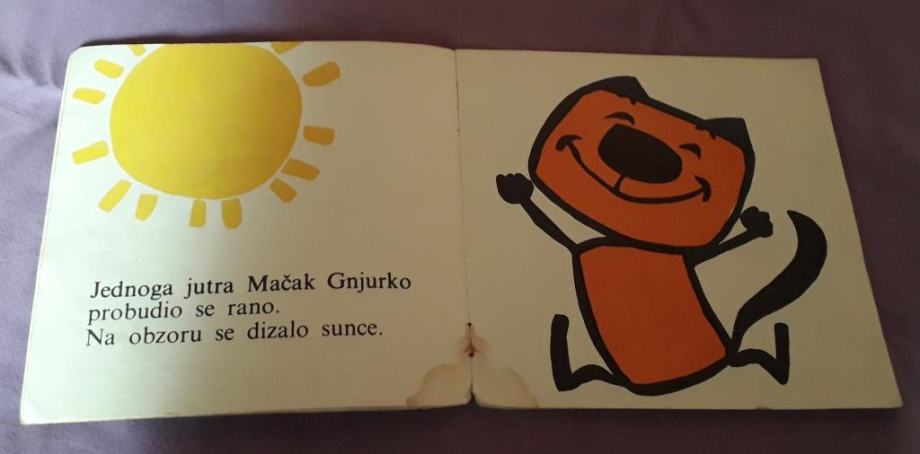 Jednoga jutra Mačak Gnjurko
probudio se rano.
Na obzoru se dizalo sunce.